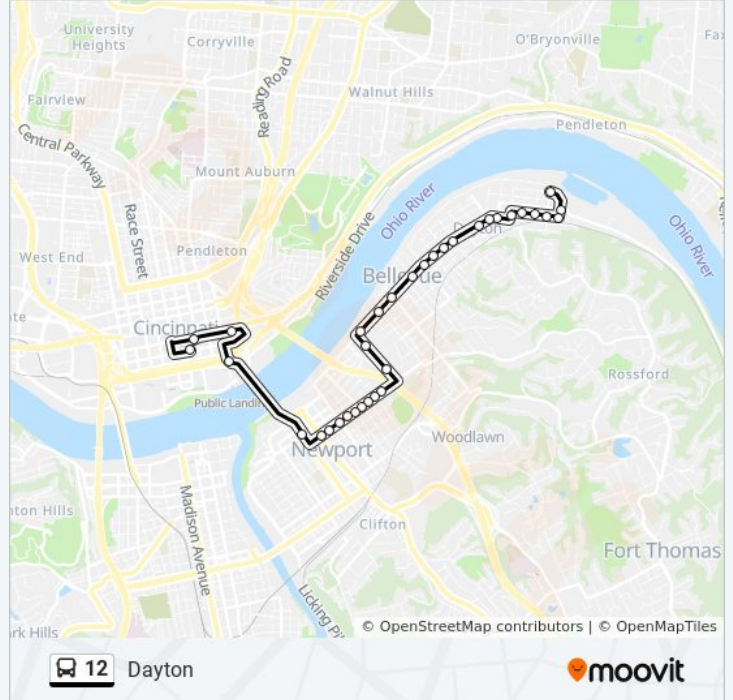 University
Heights
Corryville
O'Bryonville
Fairview
Reading Road
Walnut Hills
Central Parkway
Pendleton
Mount Auburn
Race Street
Ohio River
Riverside Drive
Ohio River
West End
Pendleton
Bellevue
Cincinnati
Rossford
Public Landin
Woodlawn
Newport
Madison Avenue
Clifton
Fort Thomas
Licking
© OpenStreetMap contributors | © OpenMapTiles
12 Dayton
moovit